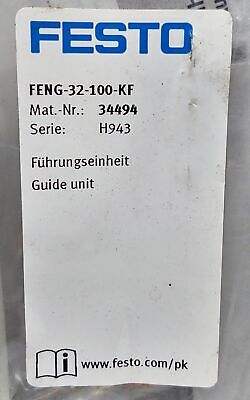 FESTO
FENG-32-100-KF
Mat.-Nr.: 34494
Serie: H943
Führungseinheit
Guide unit
i www.festo.com/pk